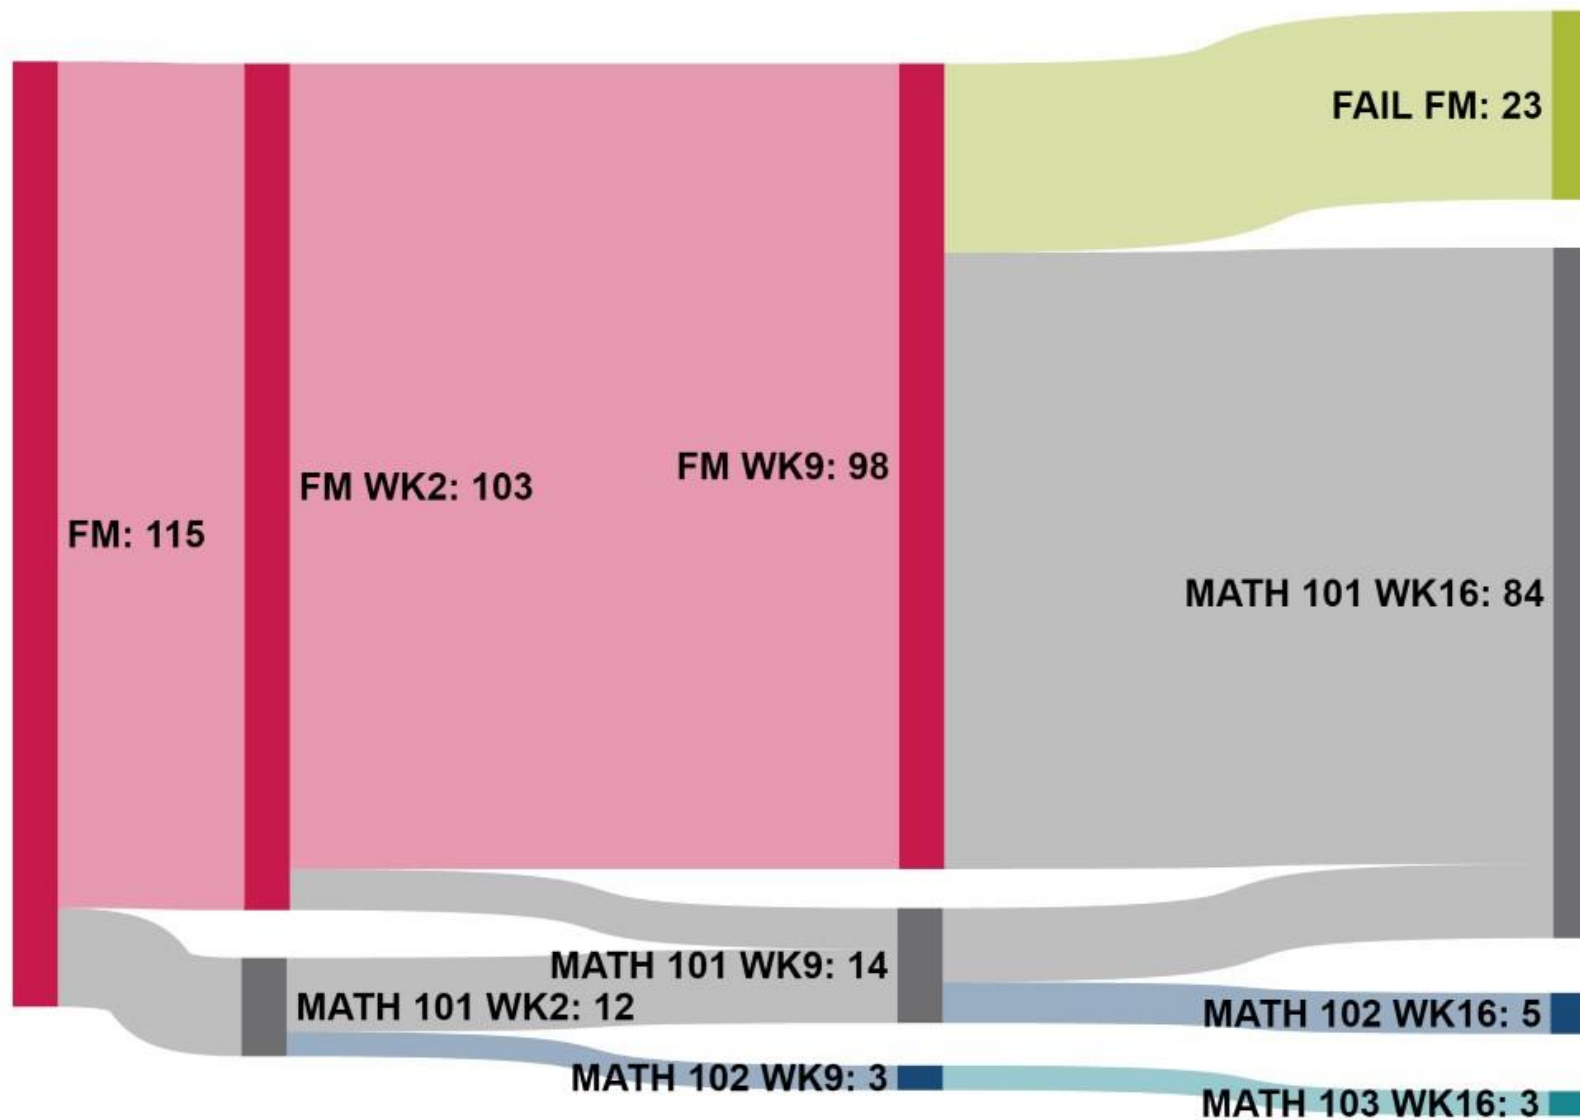 FM: 115
FM WK2: 103
MATH 101 WK2: 12
FM WK9: 98
MATH 101 WK9: 14
MATH 102 WK9: 3
FAIL FM: 23
MATH 101 WK16: 84
MATH 102 WK16: 5
MATH 103 WK16: 3